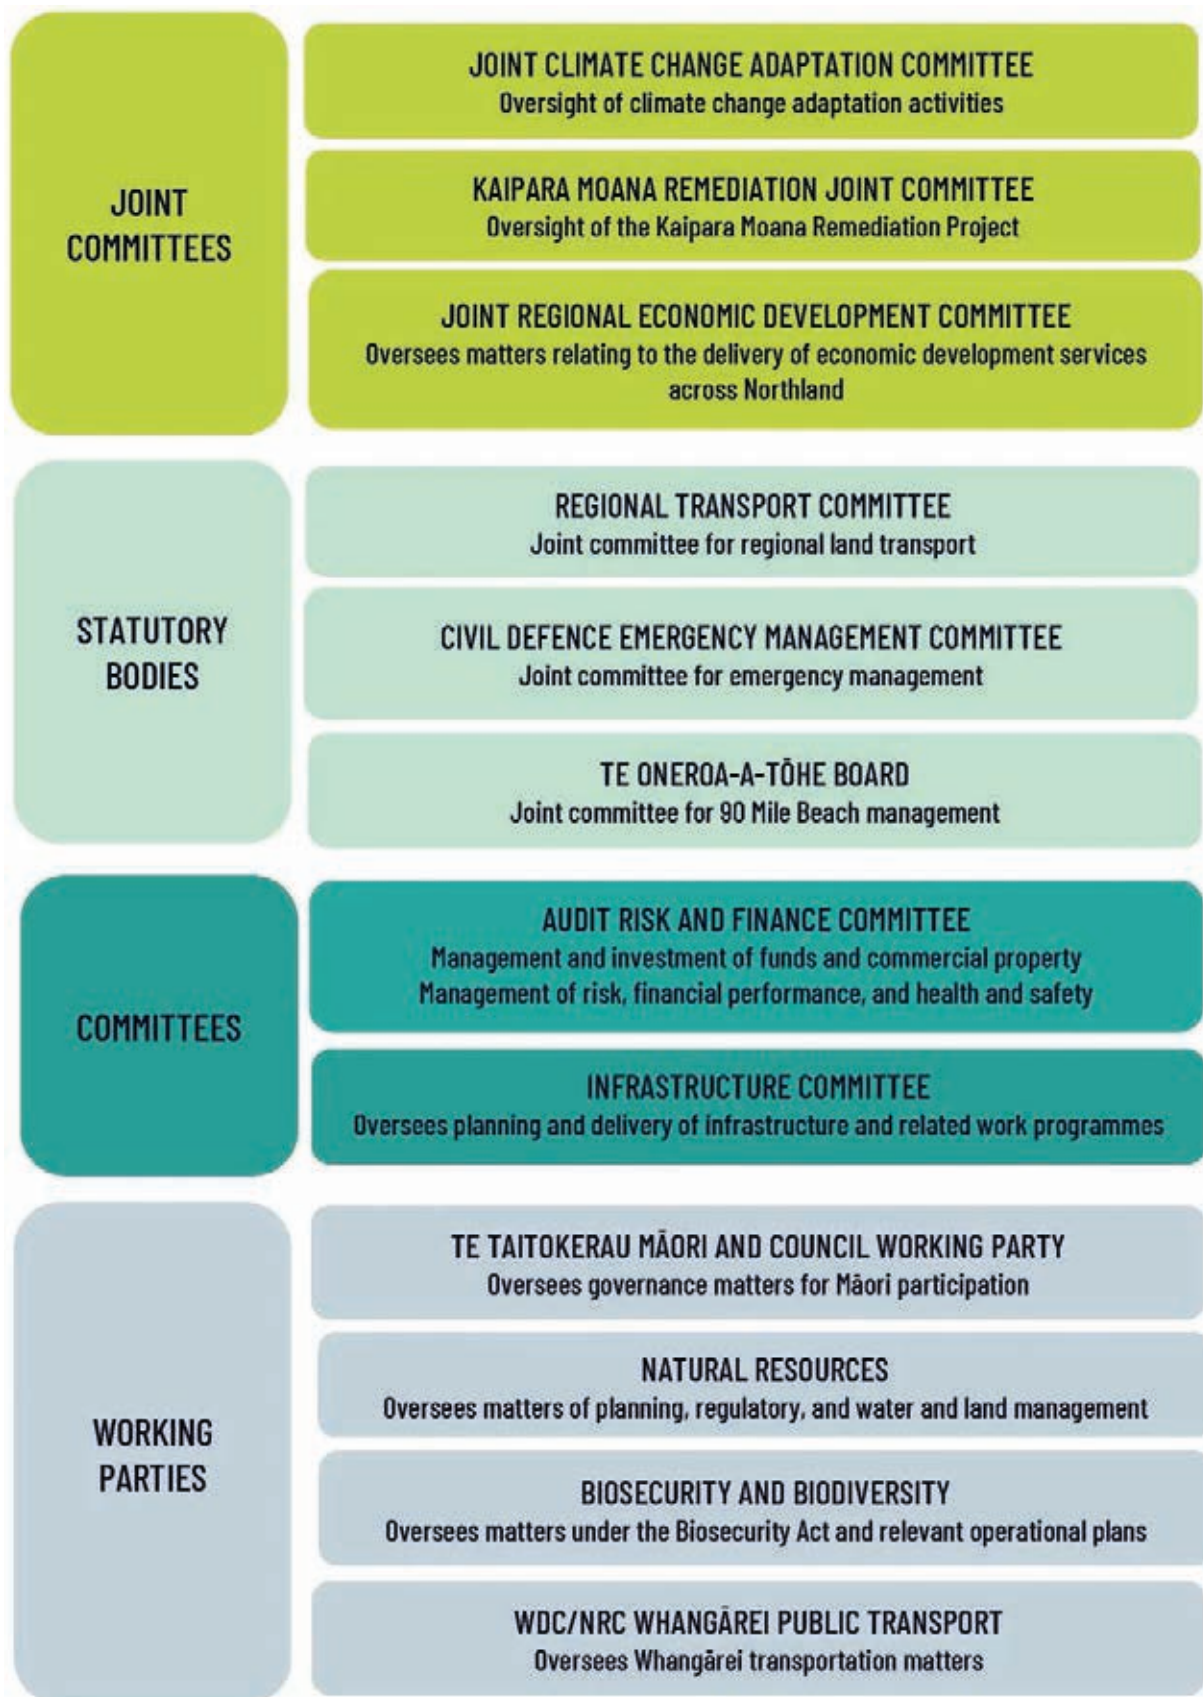 JOINT
COMMITTEES
JOINT CLIMATE CHANGE ADAPTATION COMMITTEE
Oversight of climate change adaptation activities
KAIPARA MOANA REMEDIATION JOINT COMMITTEE
Oversight of the Kaipara Moana Remediation Project
JOINT REGIONAL ECONOMIC DEVELOPMENT COMMITTEE
Oversees matters relating to the delivery of economic development services
across Northland
STATUTORY
BODIES
REGIONAL TRANSPORT COMMITTEE
Joint committee for regional land transport
CIVIL DEFENCE EMERGENCY MANAGEMENT COMMITTEE
Joint committee for emergency management
TE ONEROA-A-TŌHE BOARD
Joint committee for 90 Mile Beach management
COMMITTEES
AUDIT RISK AND FINANCE COMMITTEE
Management and investment of funds and commercial property
Management of risk, financial performance, and health and safety
INFRASTRUCTURE COMMITTEE
Oversees planning and delivery of infrastructure and related work programmes
WORKING
PARTIES
TE TAITOKERAU MĀORI AND COUNCIL WORKING PARTY
Oversees governance matters for Māori participation
NATURAL RESOURCES
Oversees matters of planning, regulatory, and water and land management
BIOSECURITY AND BIODIVERSITY
Oversees matters under the Biosecurity Act and relevant operational plans
WDC/NRC WHANGĀREI PUBLIC TRANSPORT
Oversees Whangārei transportation matters